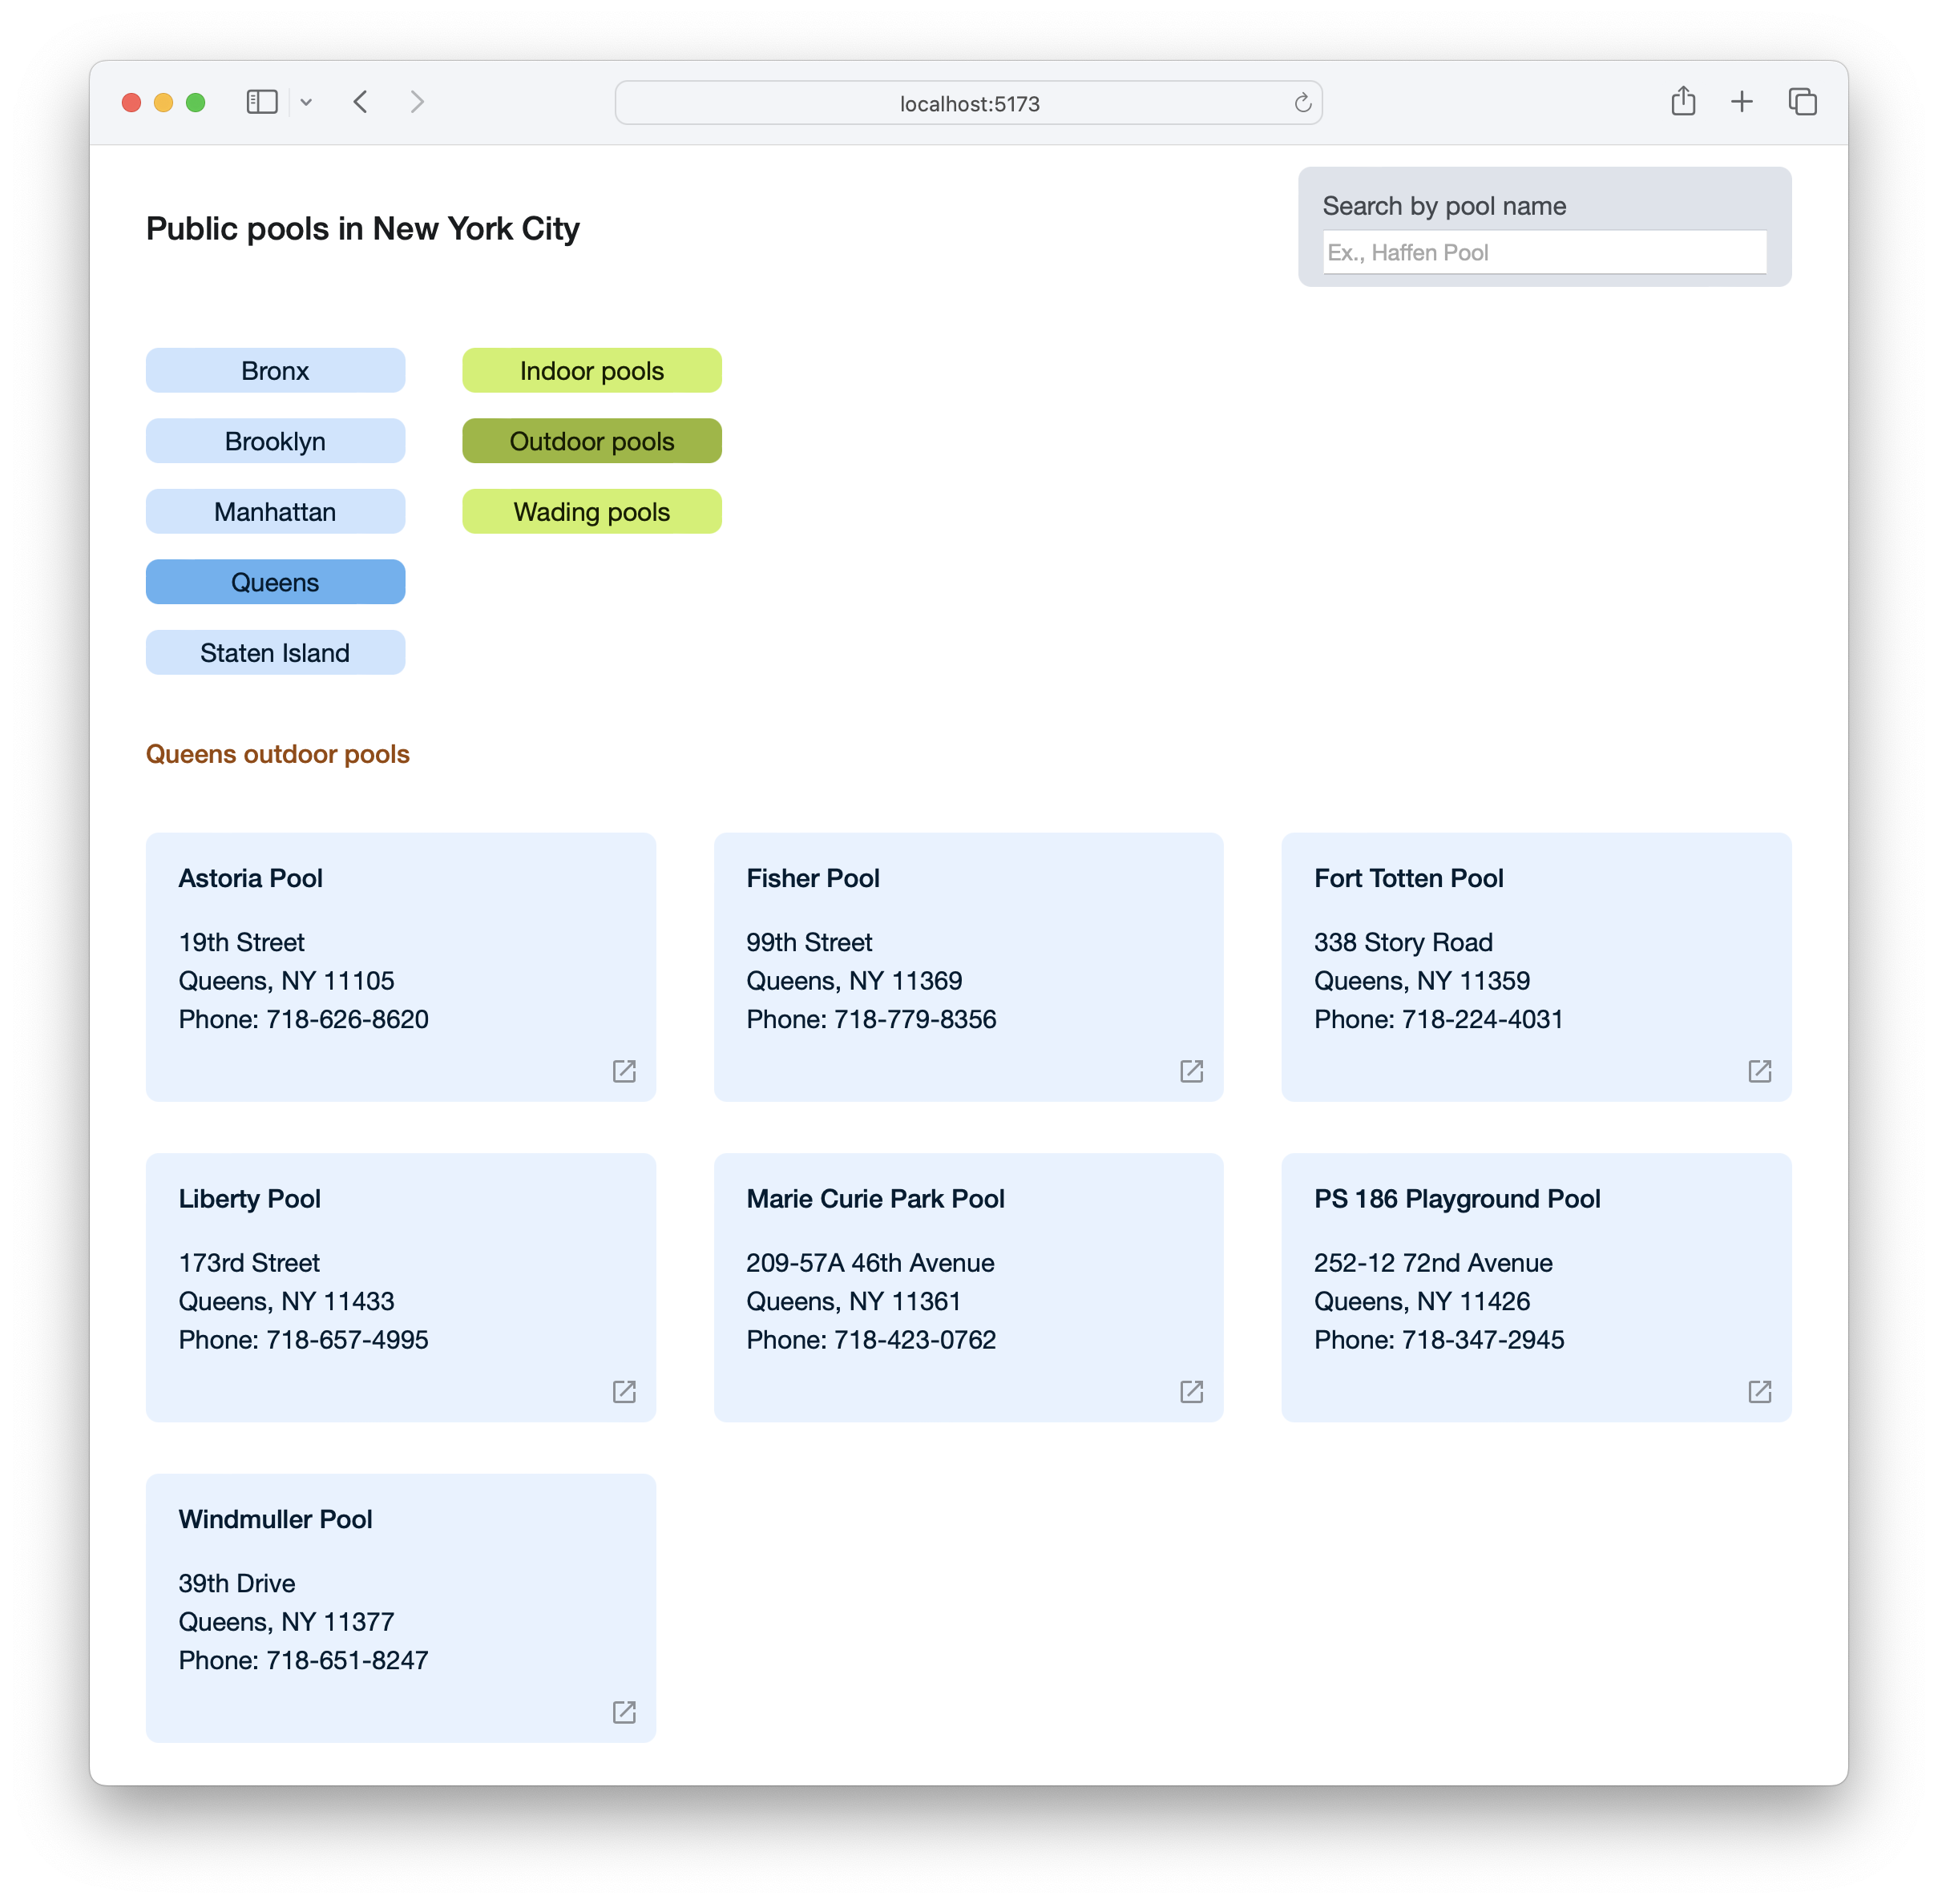 localhost:5173
Public pools in New York City
Search by pool name
Ex., Haffen Pool
Bronx
Brooklyn
Manhattan
Queens
Staten Island
Indoor pools
Outdoor pools
Wading pools
Queens outdoor pools
Astoria Pool
19th Street
Queens, NY 11105
Phone: 718-626-8620
Fisher Pool
99th Street
Queens, NY 11369
Phone: 718-779-8356
Fort Totten Pool
338 Story Road
Queens, NY 11359
Phone: 718-224-4031
Liberty Pool
173rd Street
Queens, NY 11433
Phone: 718-657-4995
Marie Curie Park Pool
209-57A 46th Avenue
Queens, NY 11361
Phone: 718-423-0762
PS 186 Playground Pool
252-12 72nd Avenue
Queens, NY 11426
Phone: 718-347-2945
Windmuller Pool
39th Drive
Queens, NY 11377
Phone: 718-651-8247